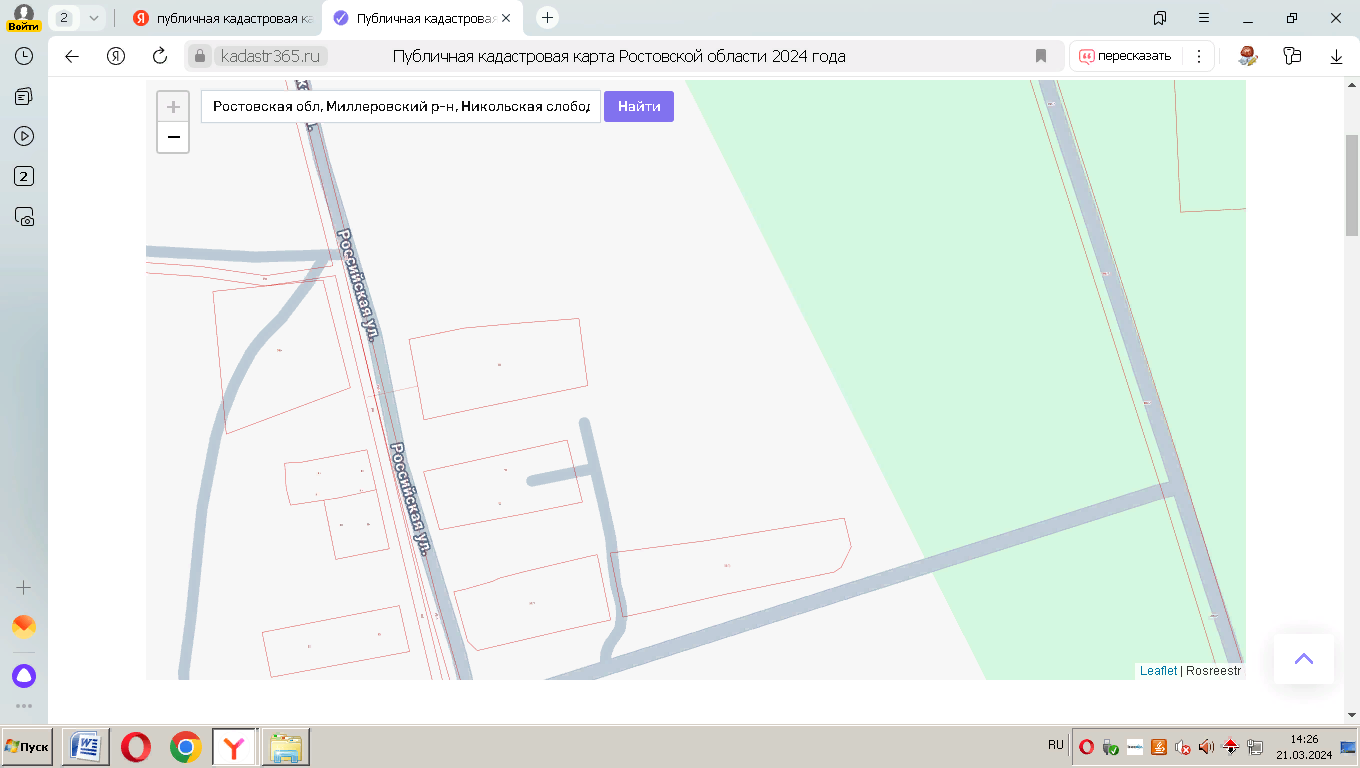 Войти
2
публичная кадастровая ка
Публичная кадастровая
kadastr365.ru
Публичная кадастровая карта Ростовской области 2024 года
пересказать
2
Ростовская обл, Миллеровский р-н, Никольская слобод
Найти
Российская ул.
Российская ул.
Leaflet | Rosreestr
Пуск
RU
14:26
21.03.2024